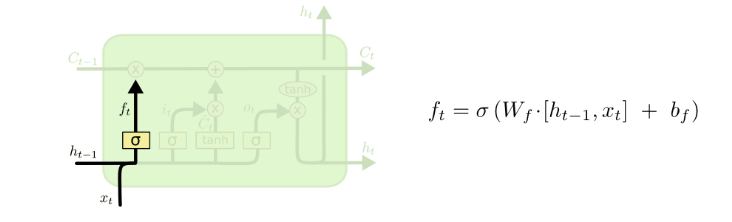 h_t
C_{t-1}
C_t
×
+
tanh
f_t
i_t
×
o_t
×
C̃_t
σ
σ
tanh
σ
h_{t-1}
h_t
x_t
f_t = σ (W_f · [h_{t-1}, x_t] + b_f)